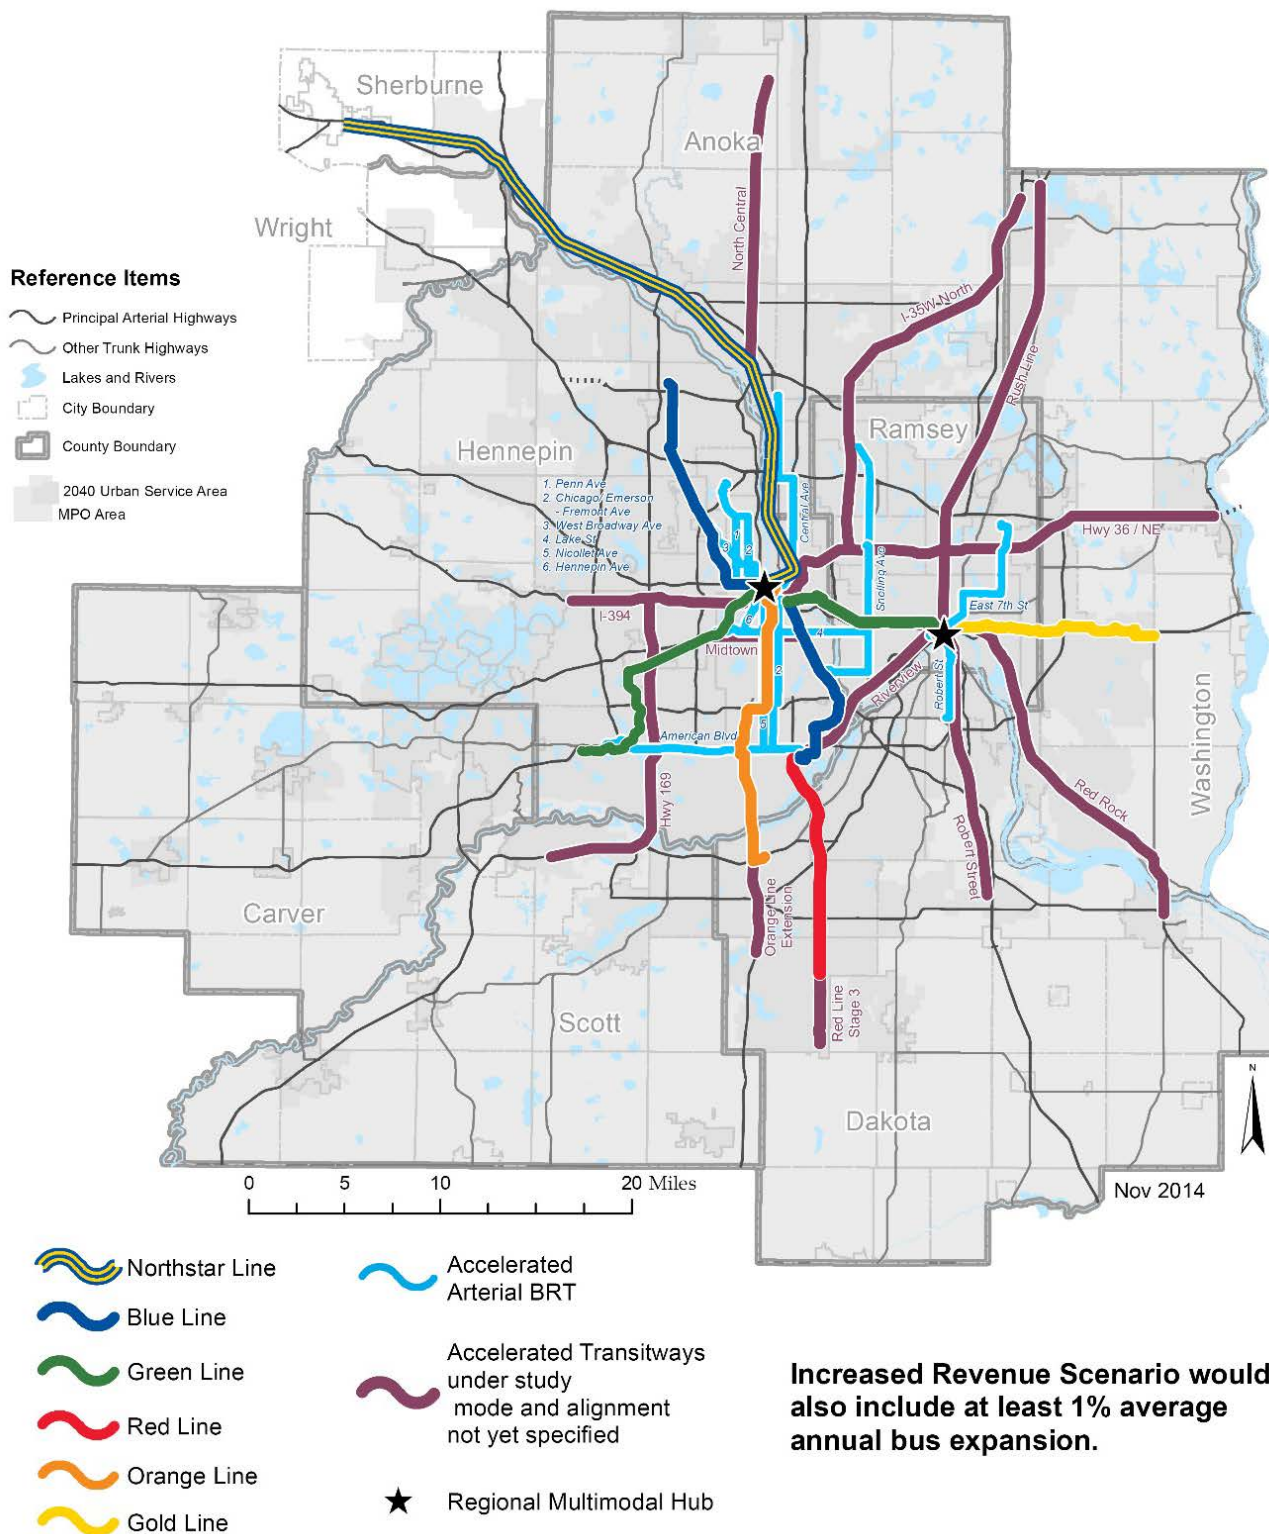 Sherburne
Anoka
Wright
North Central
I-35W North
Rush Line
Reference Items
Principal Arterial Highways
Other Trunk Highways
Lakes and Rivers
City Boundary
County Boundary
2040 Urban Service Area
MPO Area
Hennepin
Ramsey
1. Penn Ave
2. Chicago Emerson
- Fremont Ave
3. West Broadway Ave
4. Lake St
5. Nicollet Ave
6. Hennepin Ave
Central Ave
Snelling Ave
Hwy 36 / NE
1
2
3
East 7th St
I-394
6
4
Midtown
2
Riverview
Robert St
5
American Blvd
Washington
Hwy 169
Red Rock
Robert Street
Carver
Orange Line
Extension
Red Line
Stage 3
Scott
Dakota
N
0 5 10 20 Miles
Nov 2014
Northstar Line
Blue Line
Green Line
Red Line
Orange Line
Gold Line
Accelerated
Arterial BRT
Accelerated Transitways
under study
mode and alignment
not yet specified
Regional Multimodal Hub
Increased Revenue Scenario would
also include at least 1% average
annual bus expansion.